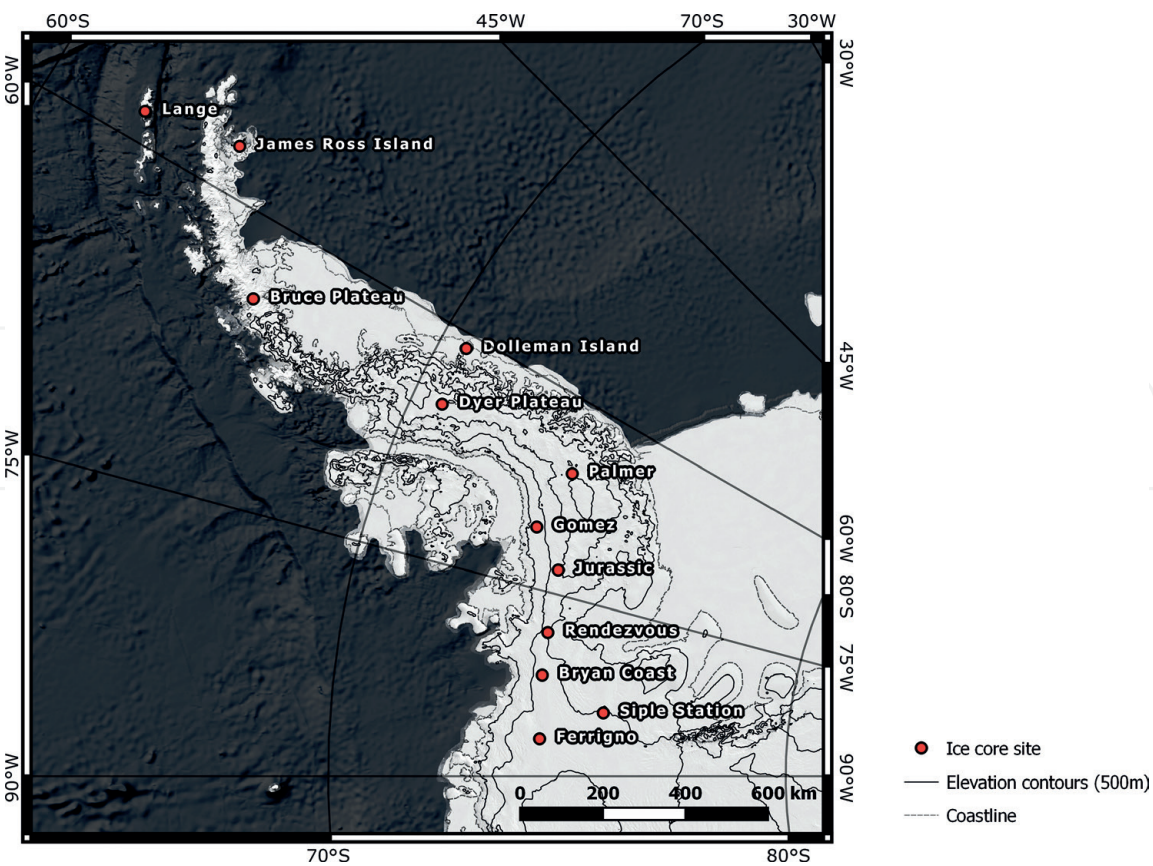 60°S 45°W 70°S 30°W
60°W
30°W
Lange
James Ross Island
Bruce Plateau
Dolleman Island
45°W
Dyer Plateau
75°W
Palmer
Gomez
60°W
Jurassic
80°S
Rendezvous
75°W
Bryan Coast
Siple Station
Ferrigno
90°W
90°W
0 200 400 600 km
70°S 80°S
Ice core site
Elevation contours (500m)
Coastline